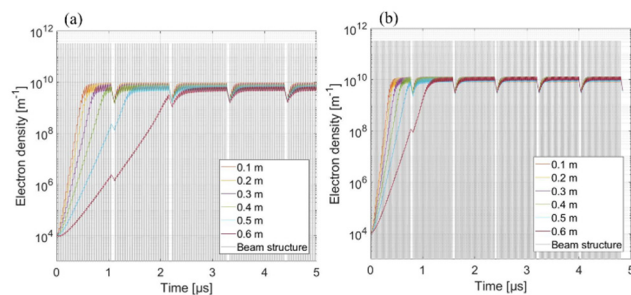 (a)
(b)
10¹²
10¹⁰
10⁸
10⁶
10⁴
Electron density [m⁻¹]
0.1 m
0.2 m
0.3 m
0.4 m
0.5 m
0.6 m
Beam structure
0 1 2 3 4 5
Time [µs]
10¹²
10¹⁰
10⁸
10⁶
10⁴
Electron density [m⁻¹]
0.1 m
0.2 m
0.3 m
0.4 m
0.5 m
0.6 m
Beam structure
0 1 2 3 4 5
Time [µs]